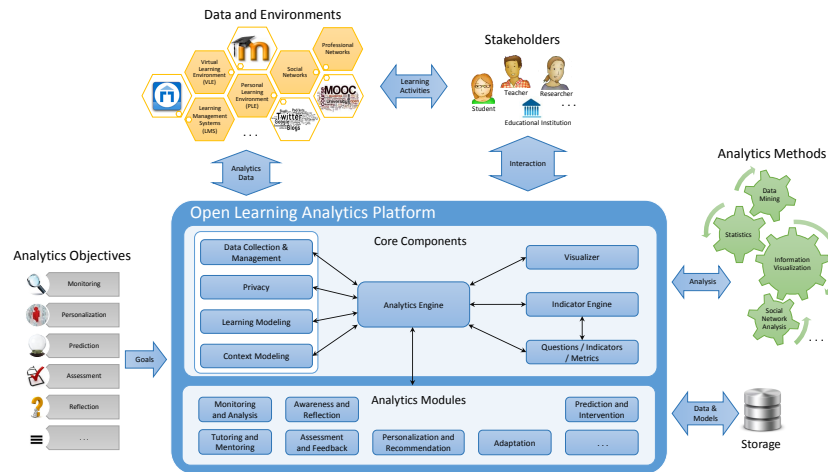 Data and Environments
Stakeholders
Professional
Networks
Virtual
Learning
Environment
(VLE)
Social
Networks
Personal
Learning
Environment
(PLE)
Learning
Management
Systems
(LMS)
m
MOOC
Twitter
Blogs
. . .
Learning
Activities
Student
Teacher
Researcher
. . .
Educational Institution
Analytics
Data
Interaction
Analytics Methods
Data
Mining
Statistics
Information
Visualization
Social
Network
Analysis
. . .
Open Learning Analytics Platform
Core Components
Data Collection &
Management
Privacy
Learning Modeling
Context Modeling
Analytics Engine
Visualizer
Indicator Engine
Questions / Indicators
/ Metrics
Analysis
Analytics Objectives
Monitoring
Personalization
Prediction
Assessment
Reflection
. . .
Goals
Analytics Modules
Monitoring
and Analysis
Awareness and
Reflection
Prediction and
Intervention
Tutoring and
Mentoring
Assessment
and Feedback
Personalization and
Recommendation
Adaptation
. . .
Data &
Models
Storage